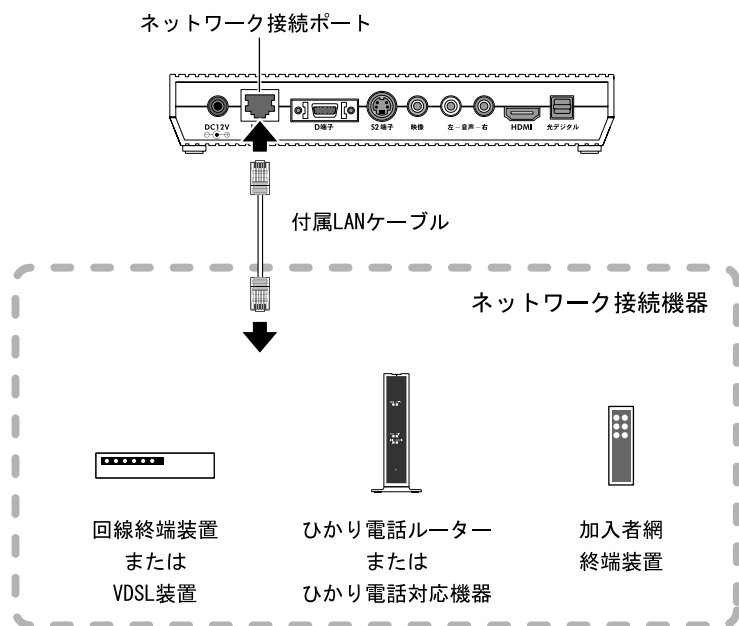 ネットワーク接続ポート
DC12V
D端子
S2端子
映像
左－音声－右
HDMI
光デジタル
付属LANケーブル
ネットワーク接続機器
回線終端装置
または
VDSL装置
ひかり電話ルーター
または
ひかり電話対応機器
加入者網
終端装置